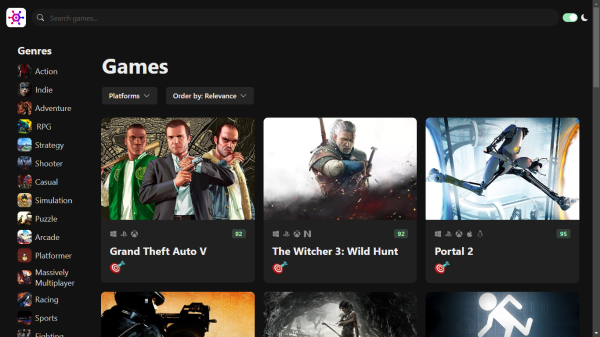 Search games...
Genres
Action
Indie
Adventure
RPG
Strategy
Shooter
Casual
Simulation
Puzzle
Arcade
Platformer
Massively
Multiplayer
Racing
Sports
Fighting
Games
Platforms
Order by: Relevance
92
Grand Theft Auto V
92
The Witcher 3: Wild Hunt
95
Portal 2